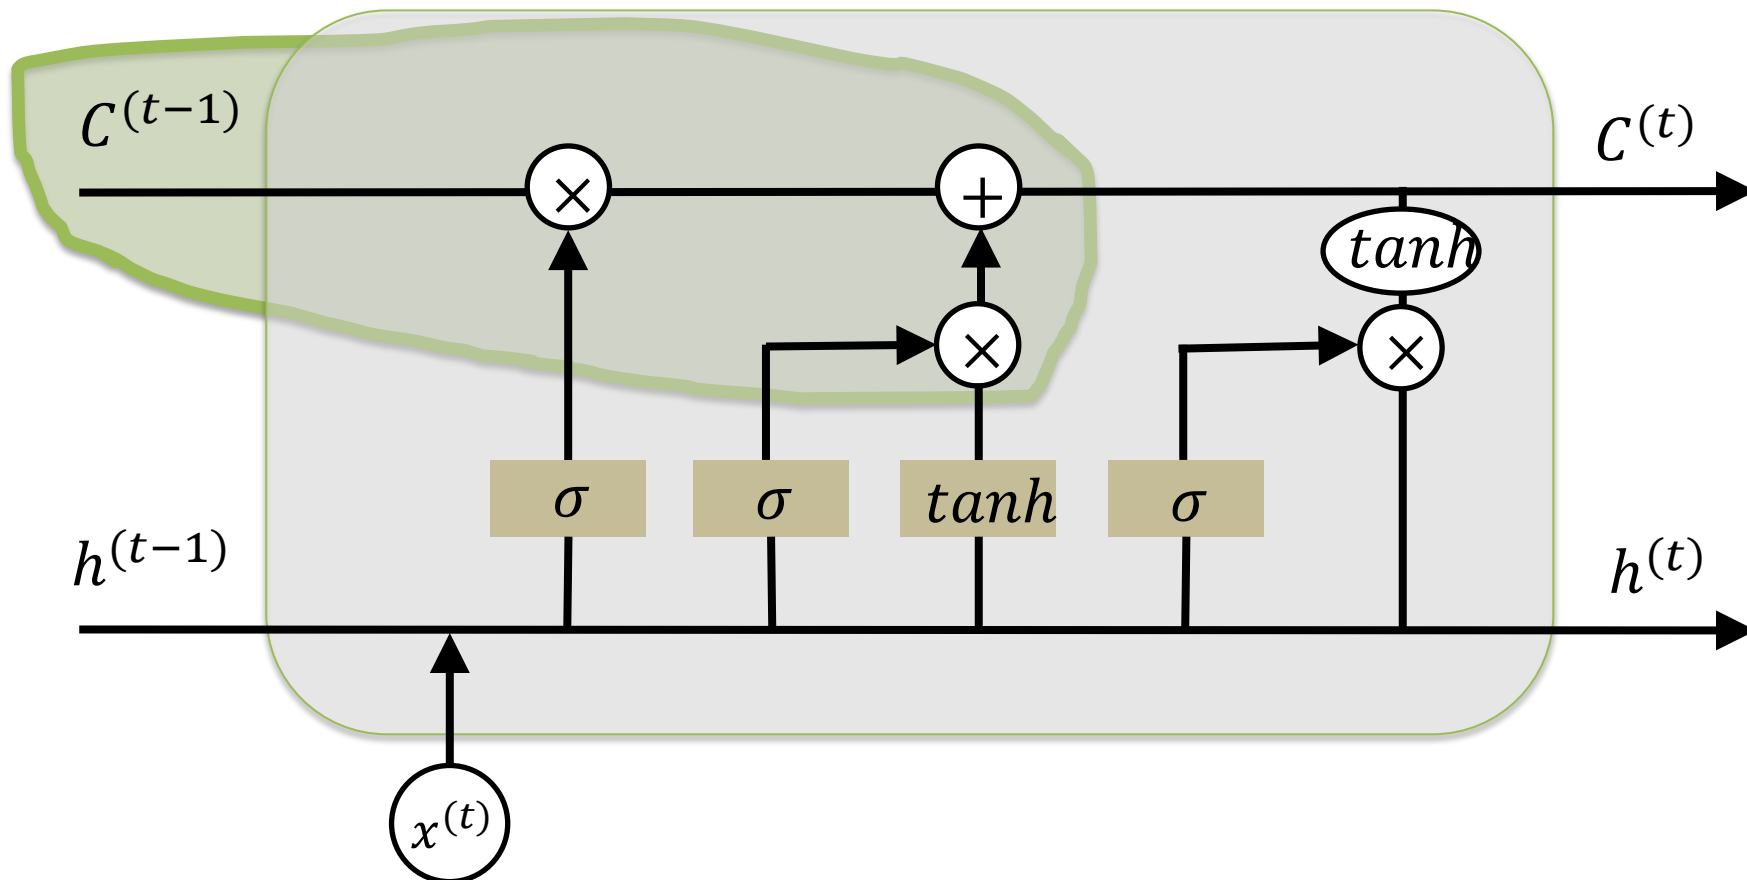 C^(t−1)
C^(t)
×
+
tanh
×
×
σ
σ
tanh
σ
h^(t−1)
h^(t)
x^(t)